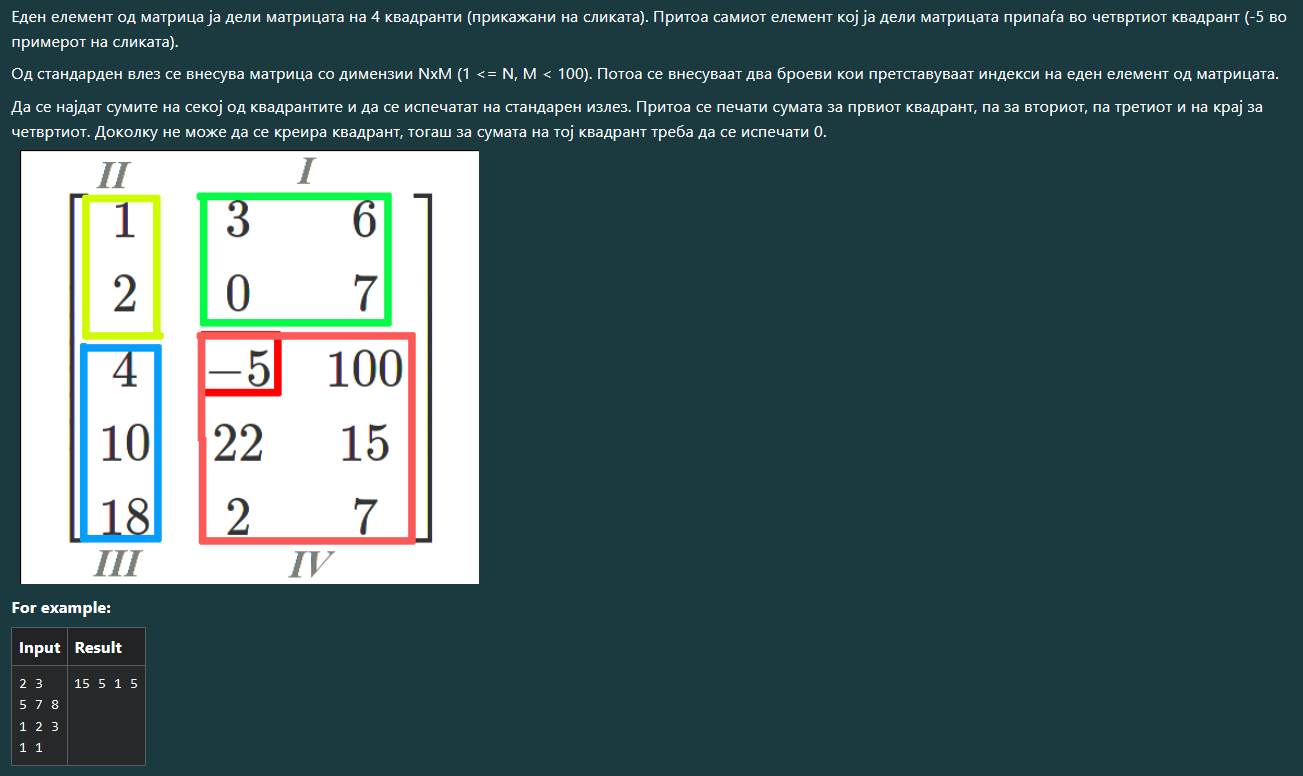 Еден елемент од матрица ја дели матрицата на 4 квадранти (прикажани на сликата). Притоа самиот елемент кој ја дели матрицата припаѓа во четвртиот квадрант (-5 во
примерот на сликата).
Од стандарден влез се внесува матрица со димензии NxM (1 <= N, M < 100). Потоа се внесуваат два броеви кои претставуваат индекси на еден елемент од матрицата.
Да се најдат сумите на секој од квадрантите и да се испечатат на стандарен излез. Притоа се печати сумата за првиот квадрант, па за вториот, па третиот и на крај за
четвртиот. Доколку не може да се креира квадрант, тогаш за сумата на тој квадрант треба да се испечати 0.
II I
1 3 6
2 0 7
4 −5 100
10 22 15
18 2 7
III IV
For example:
Input Result
2 3 15 5 1 5
5 7 8
1 2 3
1 1